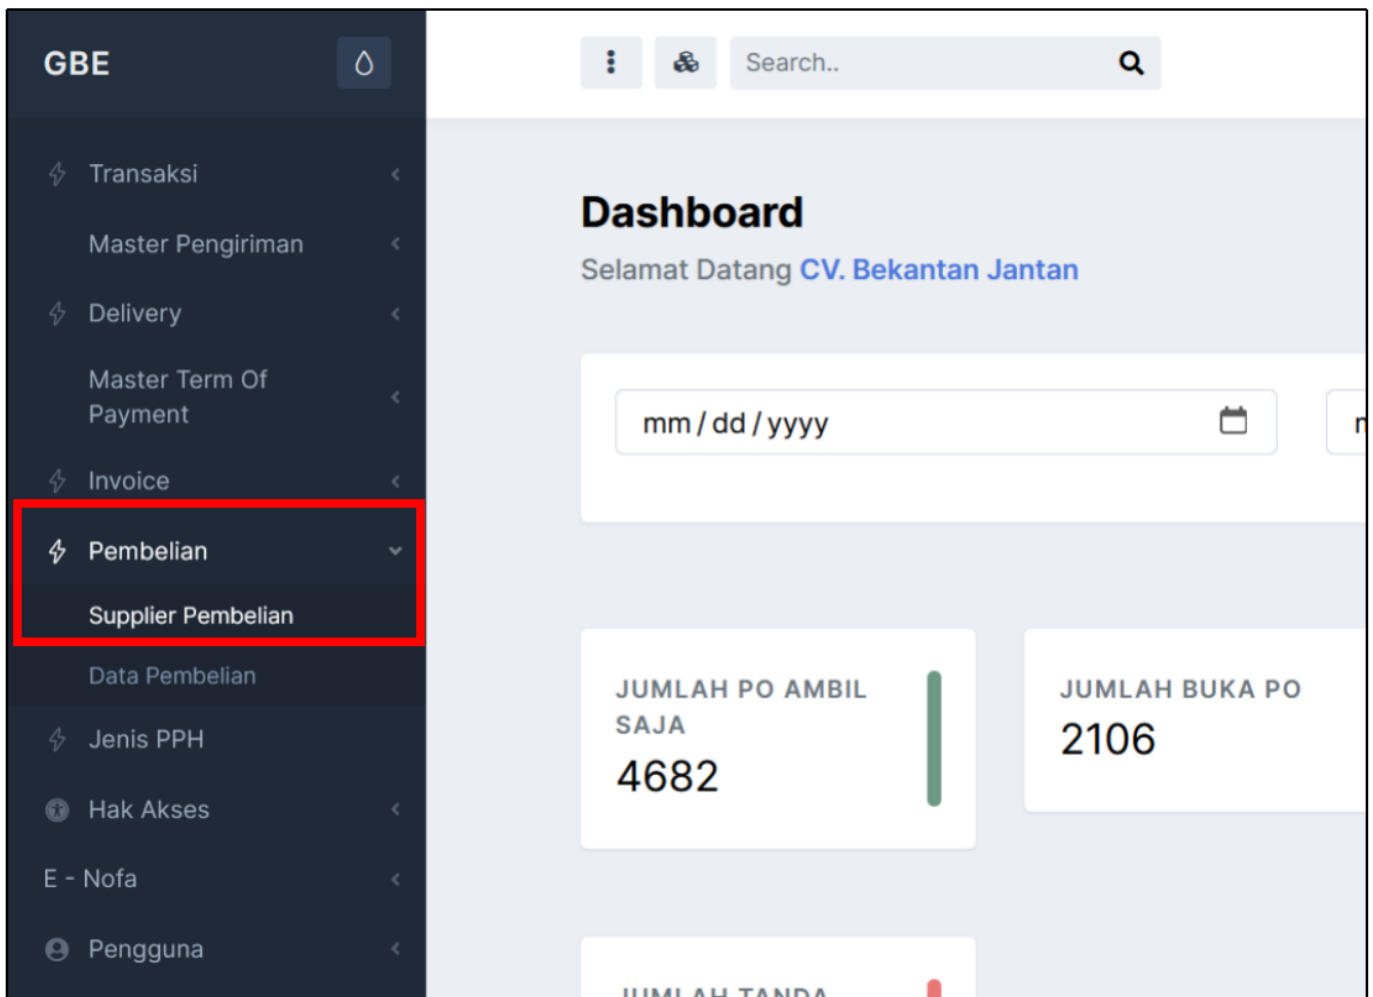 GBE
Search..
Transaksi
Master Pengiriman
Delivery
Master Term Of
Payment
Invoice
Pembelian
Supplier Pembelian
Data Pembelian
Jenis PPH
Hak Akses
E - Nofa
Pengguna
Dashboard
Selamat Datang CV. Bekantan Jantan
mm/dd/yyyy
JUMLAH PO AMBIL
SAJA
4682
JUMLAH BUKA PO
2106
JUMLAH TANDA